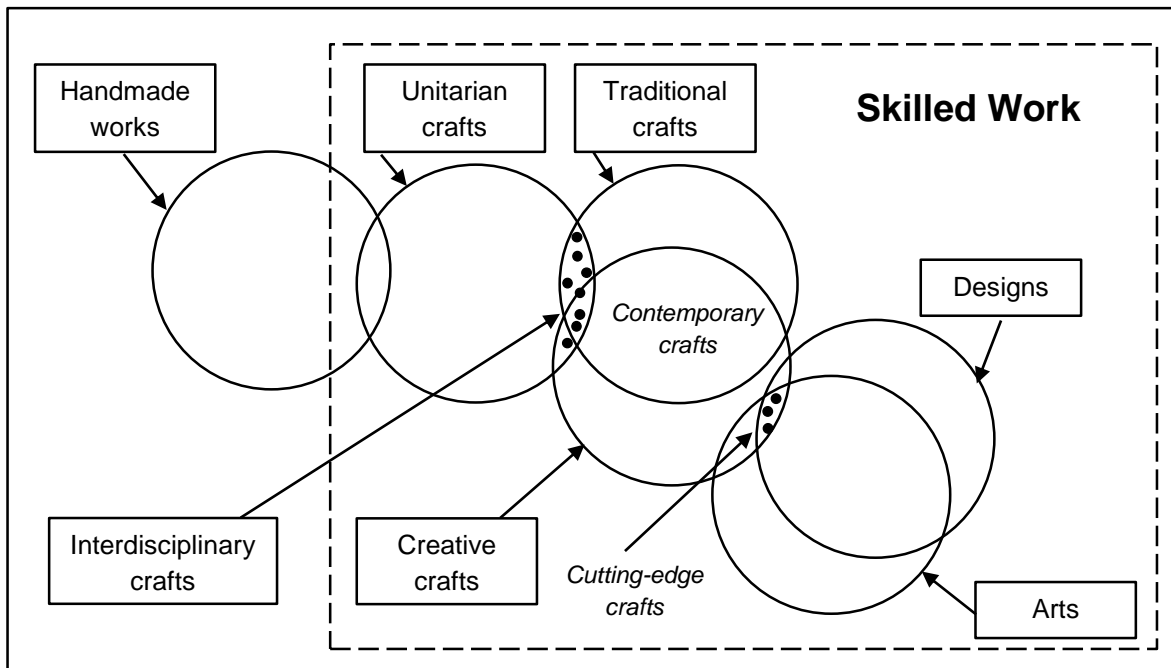 Handmade
works
Unitarian
crafts
Traditional
crafts
Skilled Work
Designs
Contemporary
crafts
Interdisciplinary
crafts
Creative
crafts
Cutting-edge
crafts
Arts